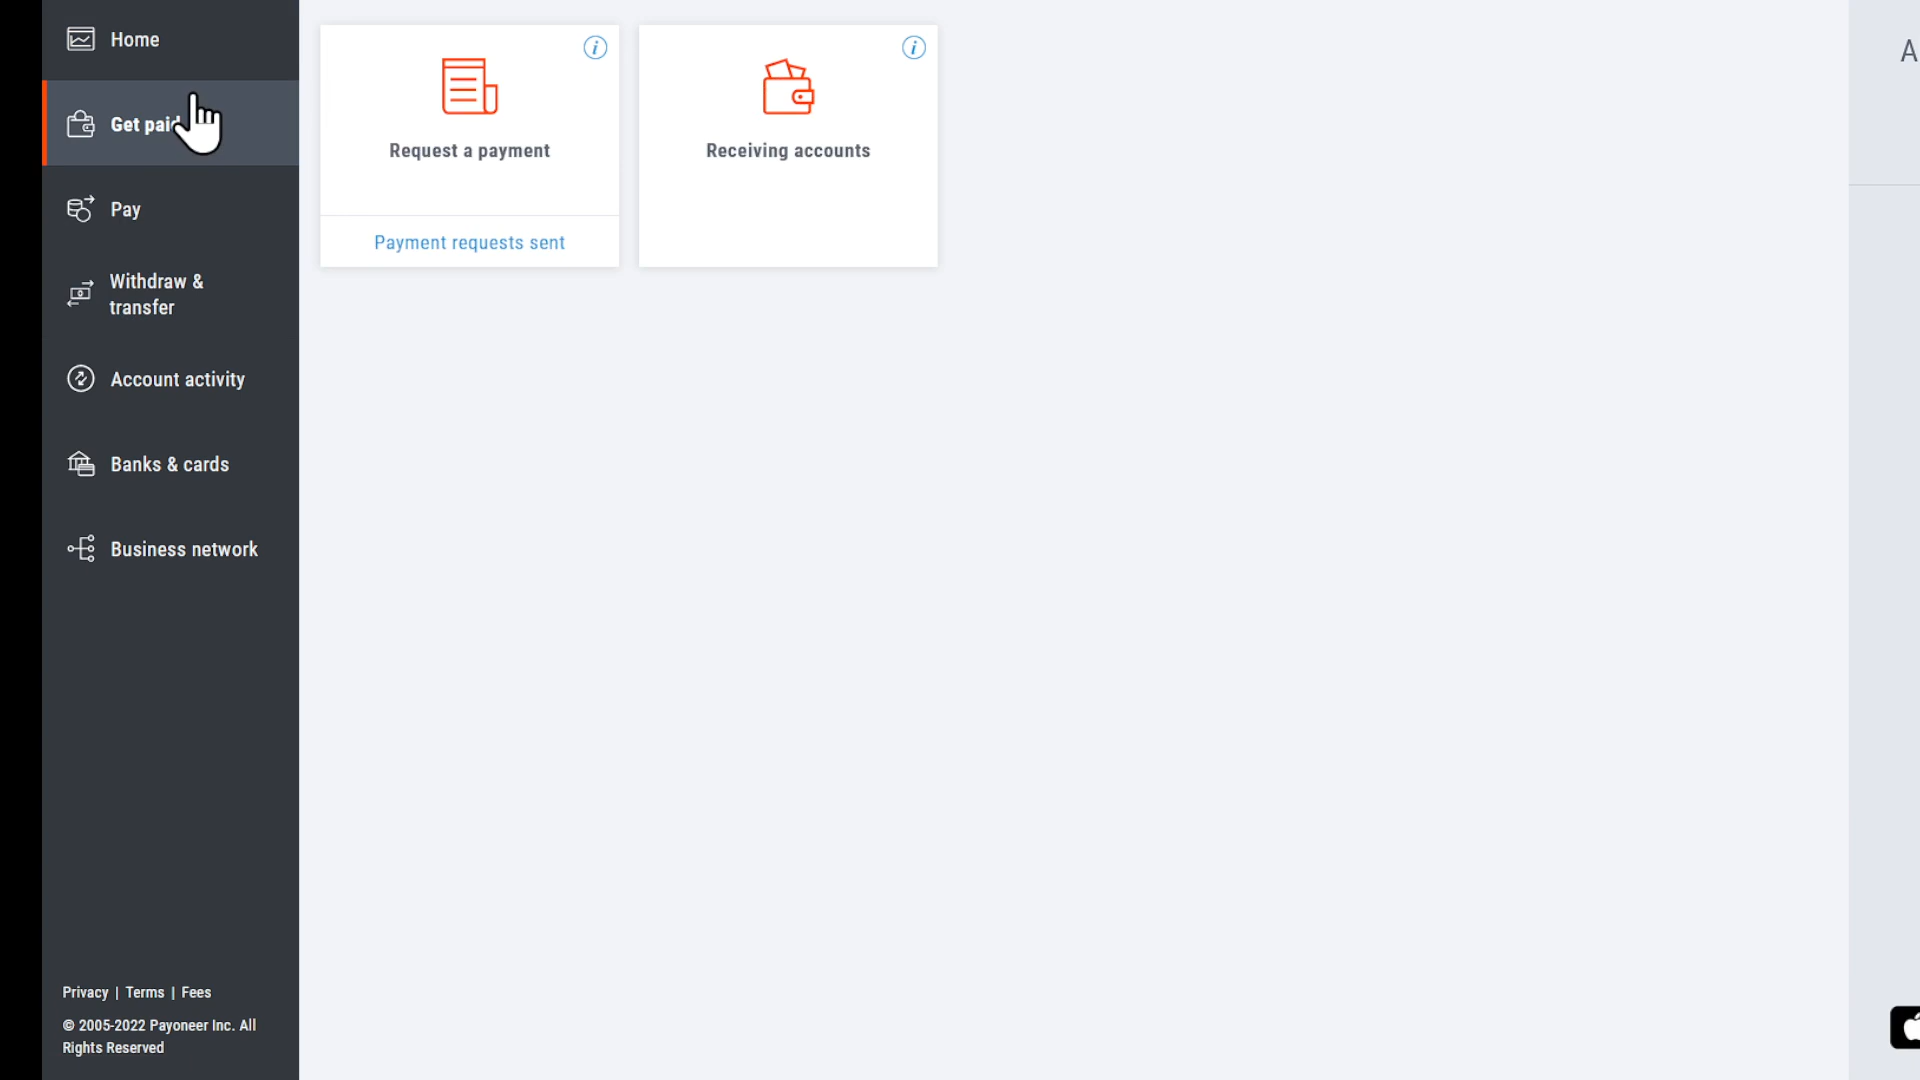 Home
Get paid
Pay
Withdraw &
transfer
Account activity
Banks & cards
Business network
Privacy | Terms | Fees
© 2005-2022 Payoneer Inc. All
Rights Reserved
Request a payment
Payment requests sent
Receiving accounts
A